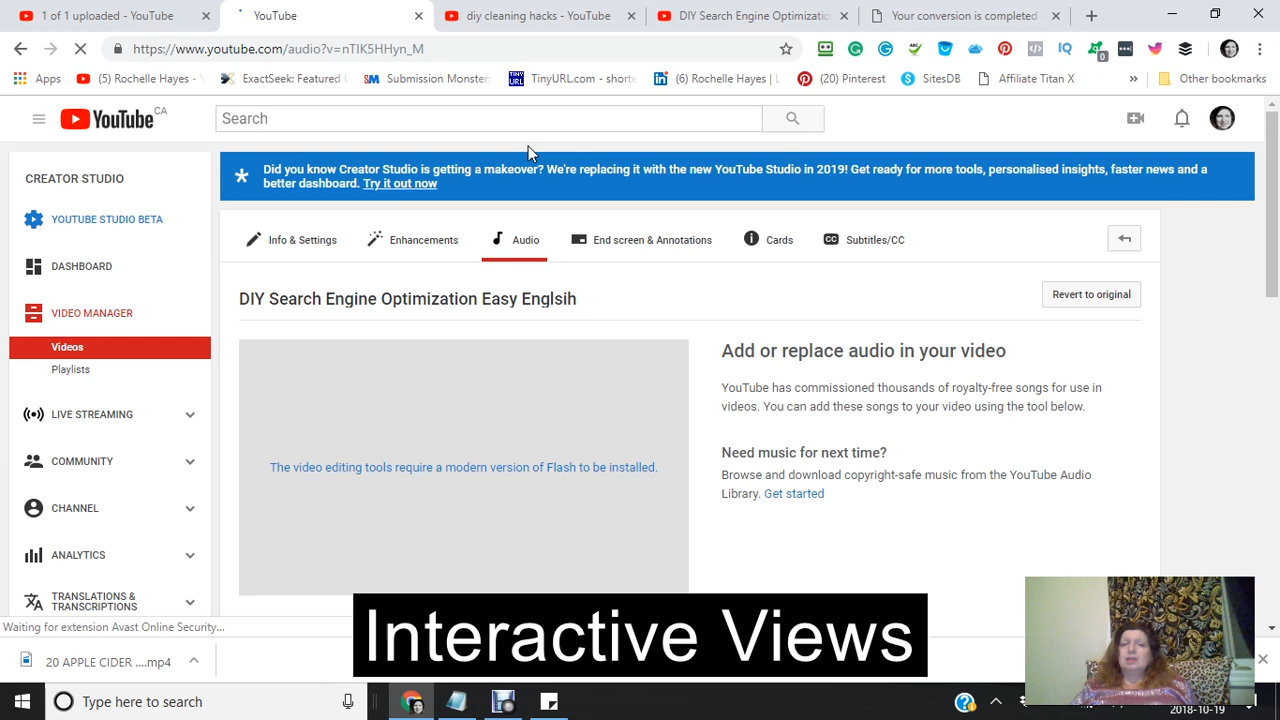 1 of 1 uploaded - YouTube
YouTube
diy cleaning hacks - YouTube
DIY Search Engine Optimizatio
Your conversion is completed
https://www.youtube.com/audio?v=nTIK5HHyn_M
Apps
(5) Rochelle Hayes -
ExactSeek: Featured L
Submission Monster
TinyURL.com - shorte
(6) Rochelle Hayes | L
(20) Pinterest
SitesDB
Affiliate Titan X
Other bookmarks
YouTube CA
Search
CREATOR STUDIO
YOUTUBE STUDIO BETA
DASHBOARD
VIDEO MANAGER
Videos
Playlists
LIVE STREAMING
COMMUNITY
CHANNEL
ANALYTICS
TRANSLATIONS &
TRANSCRIPTIONS
Did you know Creator Studio is getting a makeover? We're replacing it with the new YouTube Studio in 2019! Get ready for more tools, personalised insights, faster news and a
better dashboard. Try it out now
Info & Settings
Enhancements
Audio
End screen & Annotations
Cards
Subtitles/CC
DIY Search Engine Optimization Easy Englsih
Revert to original
The video editing tools require a modern version of Flash to be installed.
Add or replace audio in your video
YouTube has commissioned thousands of royalty-free songs for use in
videos. You can add these songs to your video using the tool below.
Need music for next time?
Browse and download copyright-safe music from the YouTube Audio
Library. Get started
Waiting for extension Avast Online Security...
Interactive Views
20 APPLE CIDER ....mp4
Type here to search
2018-10-19